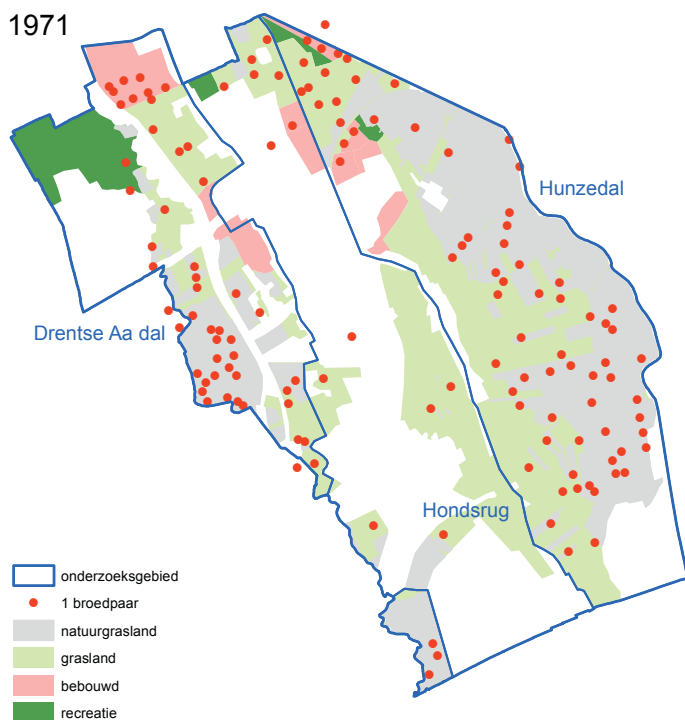 1971
Hunzedal
Drentse Aa dal
Hondsrug
onderzoeksgebied
1 broedpaar
natuurgrasland
grasland
bebouwd
recreatie